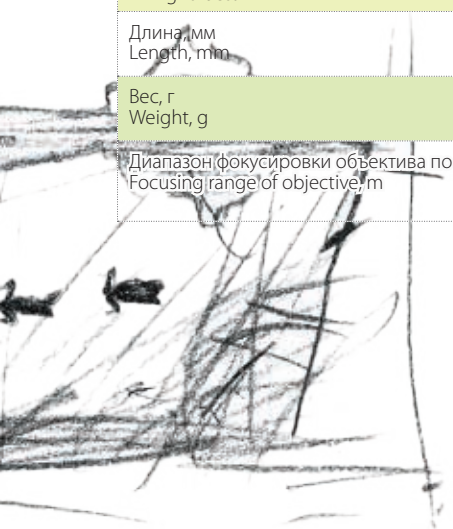 Длина, мм
Length, mm
Вес, г
Weight, g
Диапазон фокусировки объектива по
Focusing range of objective, m